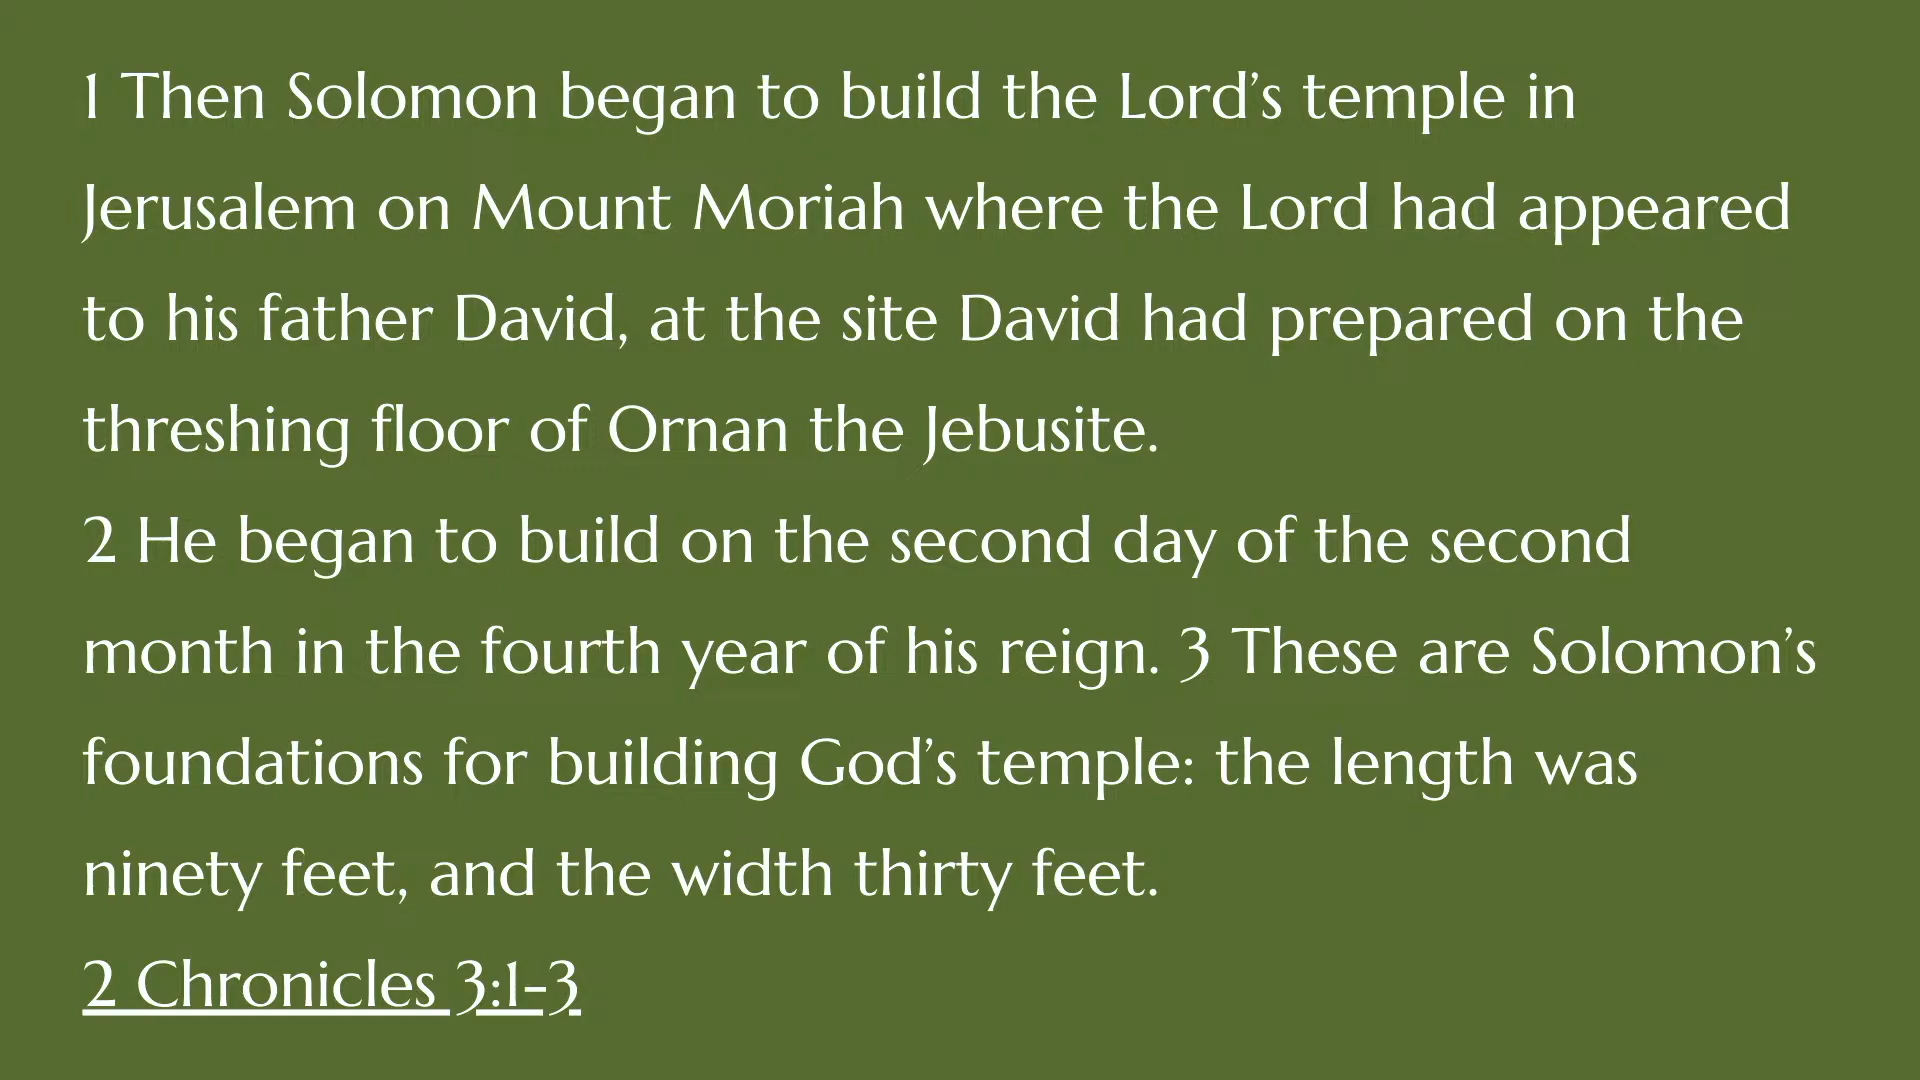 1 Then Solomon began to build the Lord’s temple in
Jerusalem on Mount Moriah where the Lord had appeared
to his father David, at the site David had prepared on the
threshing floor of Ornan the Jebusite.
2 He began to build on the second day of the second
month in the fourth year of his reign. 3 These are Solomon’s
foundations for building God’s temple: the length was
ninety feet, and the width thirty feet.
2 Chronicles 3:1-3